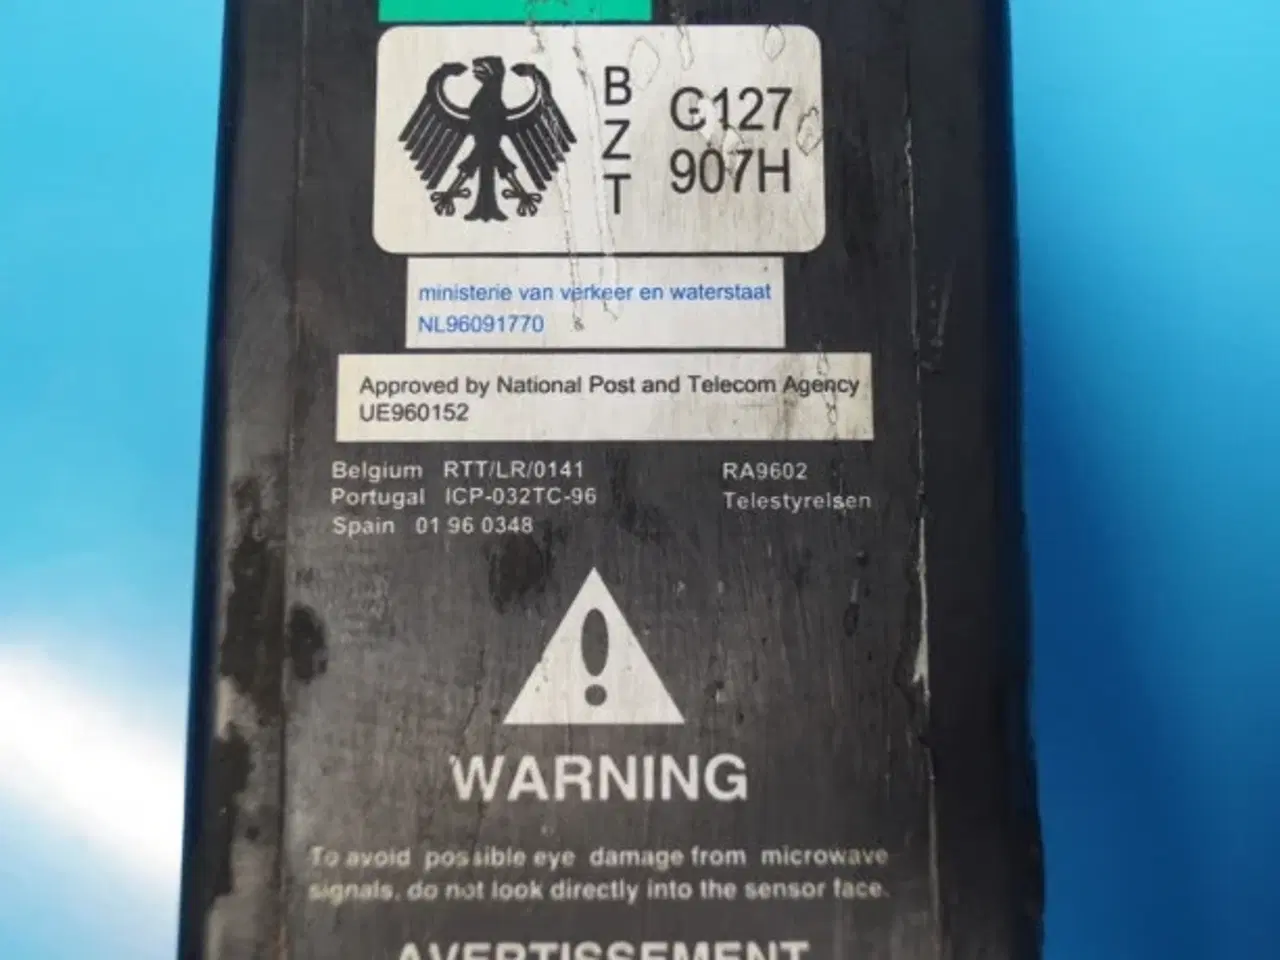 B Z T
G127
907H
ministerie van verkeer en waterstaat
NL96091770
Approved by National Post and Telecom Agency
UE960152
Belgium RTT/LR/0141
Portugal ICP-032TC-96
Spain 01 96 0348
RA9602
Telestyrelsen
WARNING
To avoid possible eye damage from microwave
signals, do not look directly into the sensor face.
AVERTISSEMENT